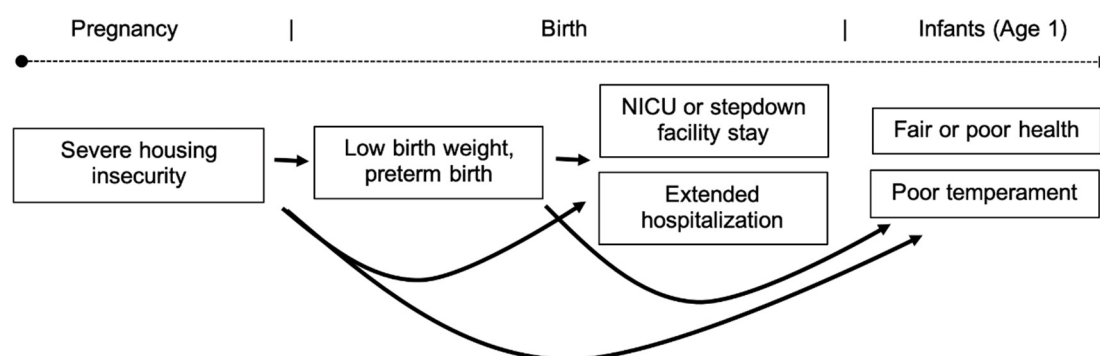 Pregnancy | Birth | Infants (Age 1)
Severe housing
insecurity
Low birth weight,
preterm birth
NICU or stepdown
facility stay
Extended
hospitalization
Fair or poor health
Poor temperament